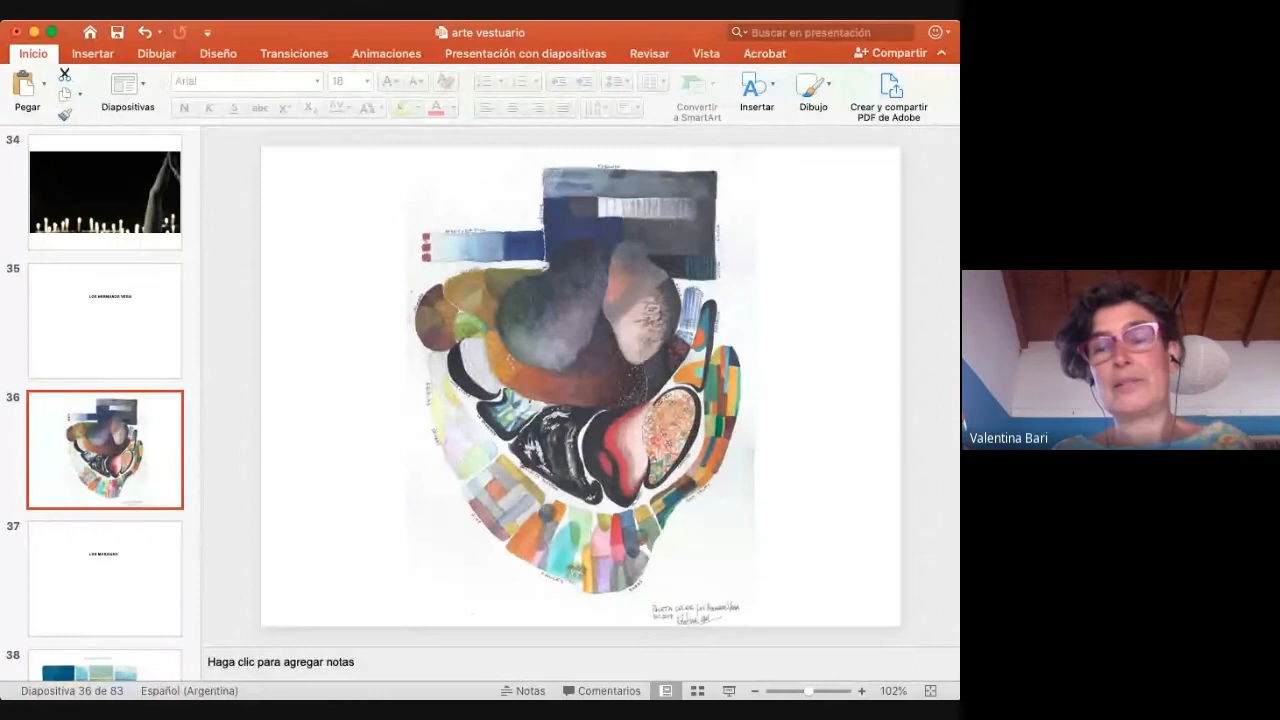 arte vestuario
Buscar en presentación
Inicio
Insertar
Dibujar
Diseño
Transiciones
Animaciones
Presentación con diapositivas
Revisar
Vista
Acrobat
Compartir
Pegar
Diapositivas
Arial
18
Convertir
a SmartArt
Insertar
Dibujo
Crear y compartir
PDF de Adobe
34
35
LOS HERMANOS VEGA
36
37
38
PALETA COLOR
Haga clic para agregar notas
Diapositiva 36 de 83
Español (Argentina)
Notas
Comentarios
102%
Valentina Bari